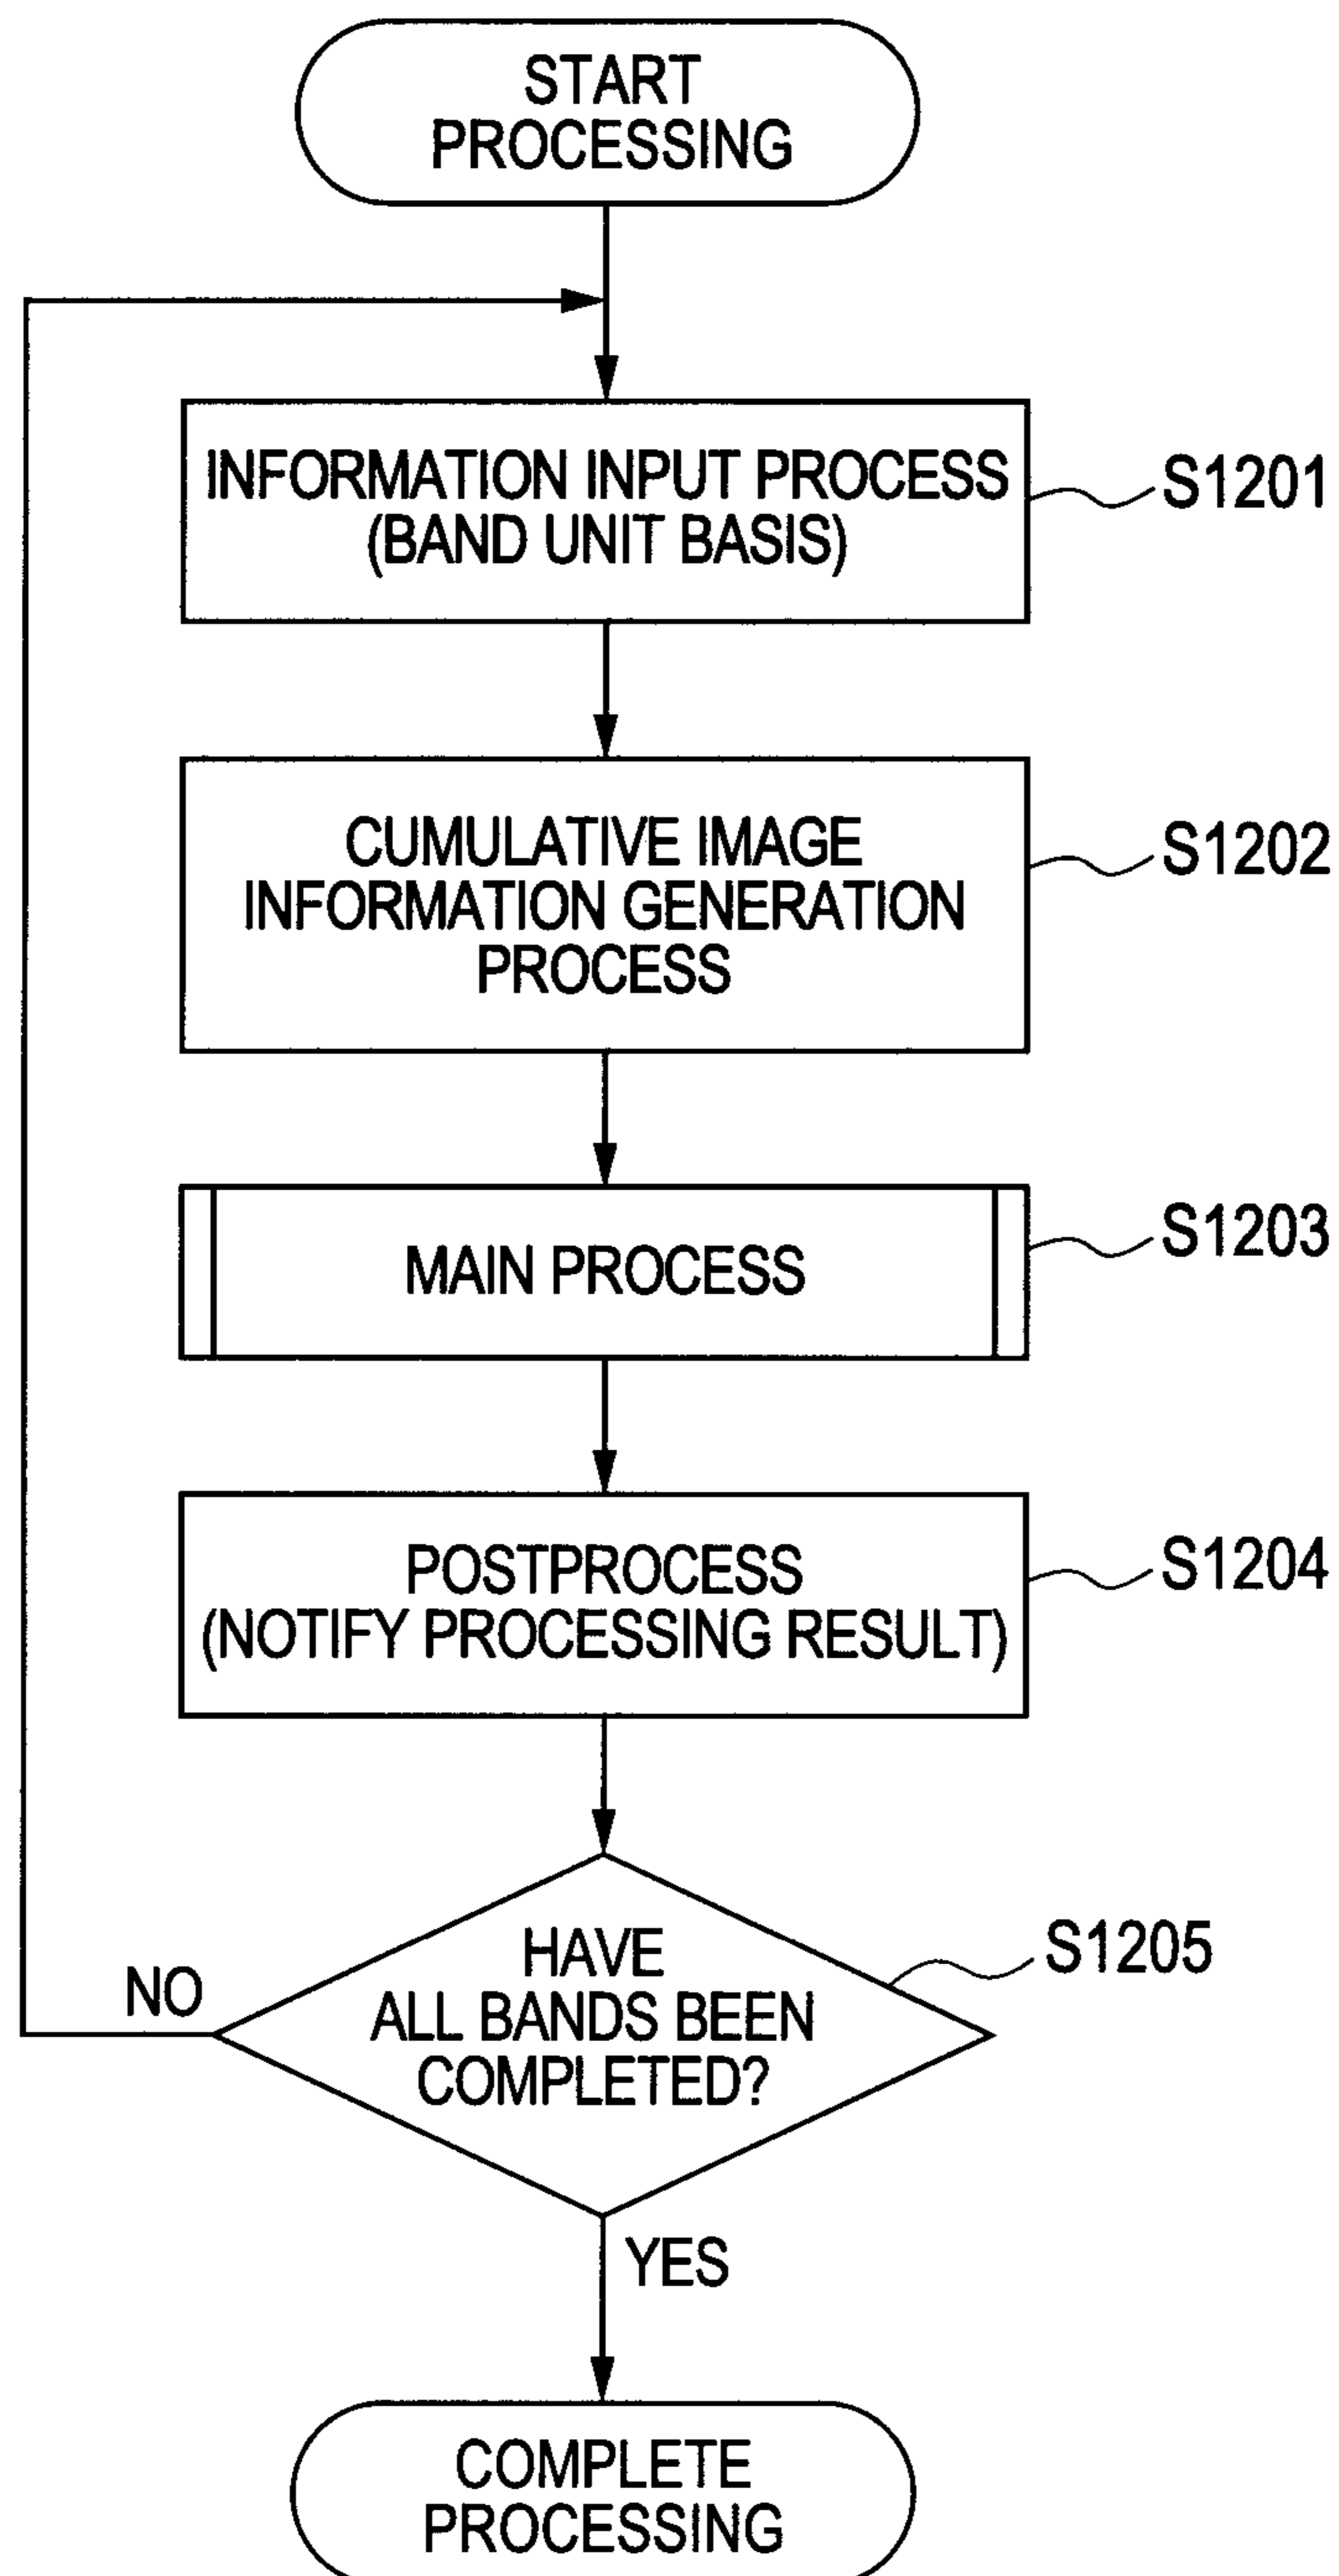 START
PROCESSING
INFORMATION INPUT PROCESS
(BAND UNIT BASIS)
S1201
CUMULATIVE IMAGE
INFORMATION GENERATION
PROCESS
S1202
MAIN PROCESS
S1203
POSTPROCESS
(NOTIFY PROCESSING RESULT)
S1204
HAVE
ALL BANDS BEEN
COMPLETED?
S1205
NO
YES
COMPLETE
PROCESSING